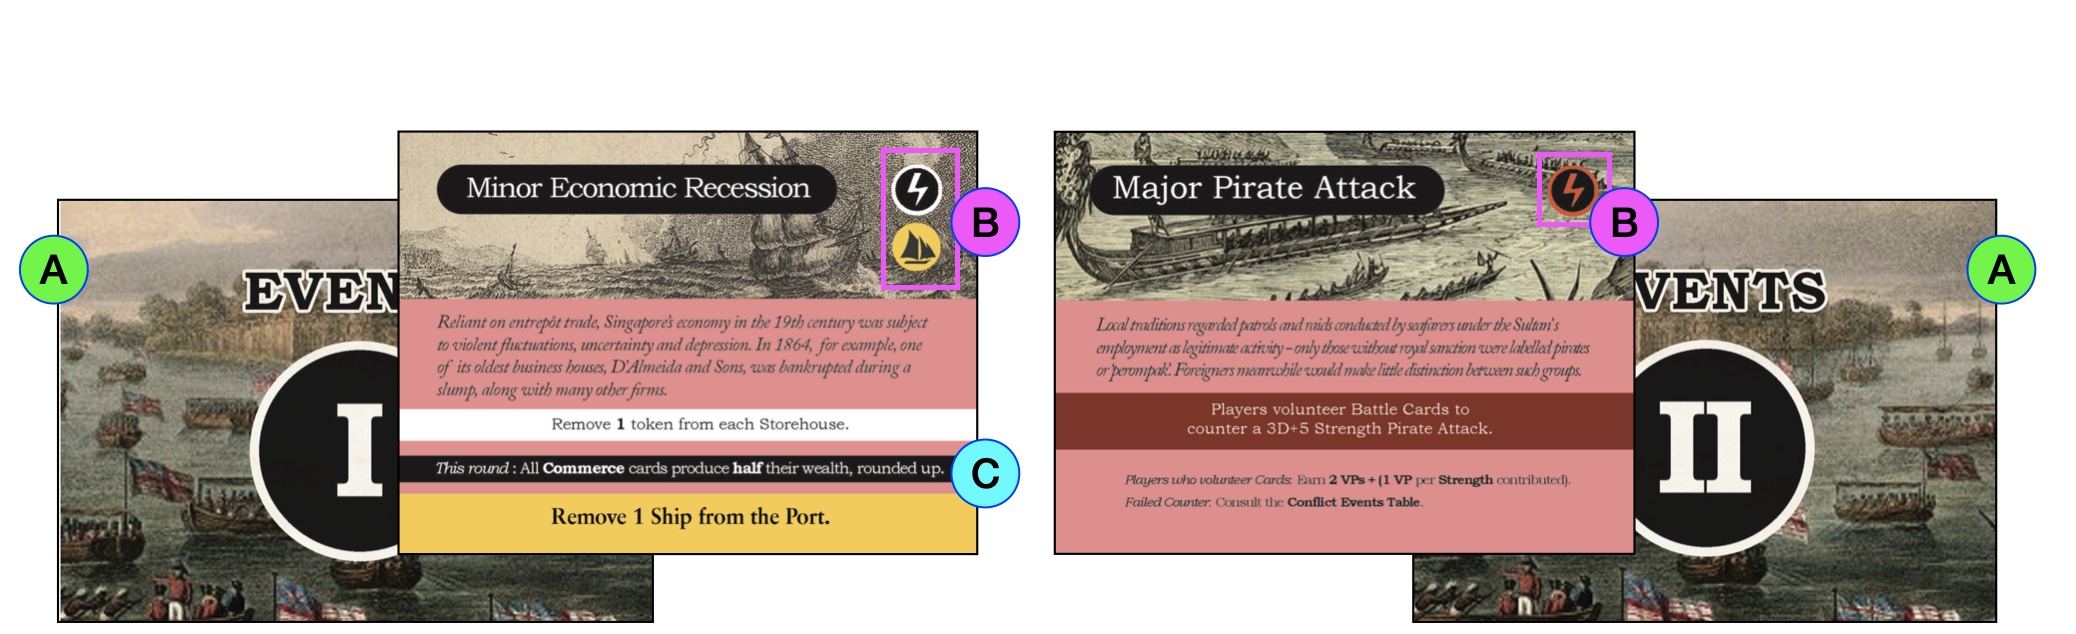 A
EVEN
I
Minor Economic Recession
B
Reliant on entrepôt trade, Singapore's economy in the 19th century was subject
to violent fluctuations, uncertainty and depression. In 1864, for example, one
of its oldest business houses, D'Almeida and Sons, was bankrupted during a
slump, along with many other firms.
Remove 1 token from each Storehouse.
This round : All Commerce cards produce half their wealth, rounded up.
C
Remove 1 Ship from the Port.
Major Pirate Attack
B
Local traditions regarded patrols and raids conducted by seafarers under the Sultan's
employment as legitimate activity – only those without royal sanction were labelled pirates
or 'perompak'. Foreigners meanwhile would make little distinction between such groups.
Players volunteer Battle Cards to
counter a 3D+5 Strength Pirate Attack.
Players who volunteer Cards: Earn 2 VPs + (1 VP per Strength contributed).
Failed Counter: Consult the Conflict Events Table.
A
VENTS
II